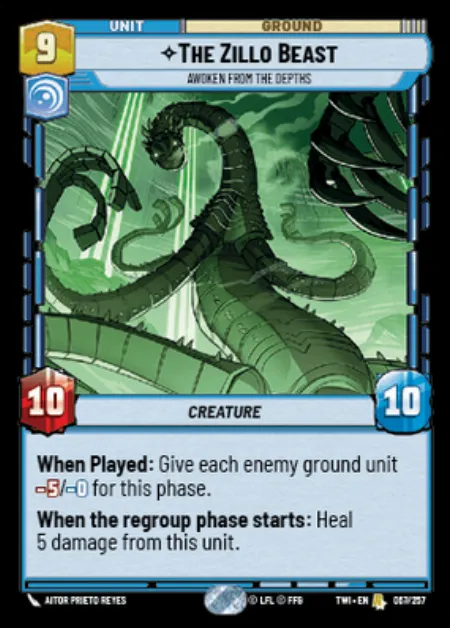 UNIT
GROUND
9
✧THE ZILLO BEAST
AWOKEN FROM THE DEPTHS
10
CREATURE
10
When Played: Give each enemy ground unit
-5/-0 for this phase.
When the regroup phase starts: Heal
5 damage from this unit.
AITOR PRIETO REYES
© LFL © FFG
TWI•EN
067/257